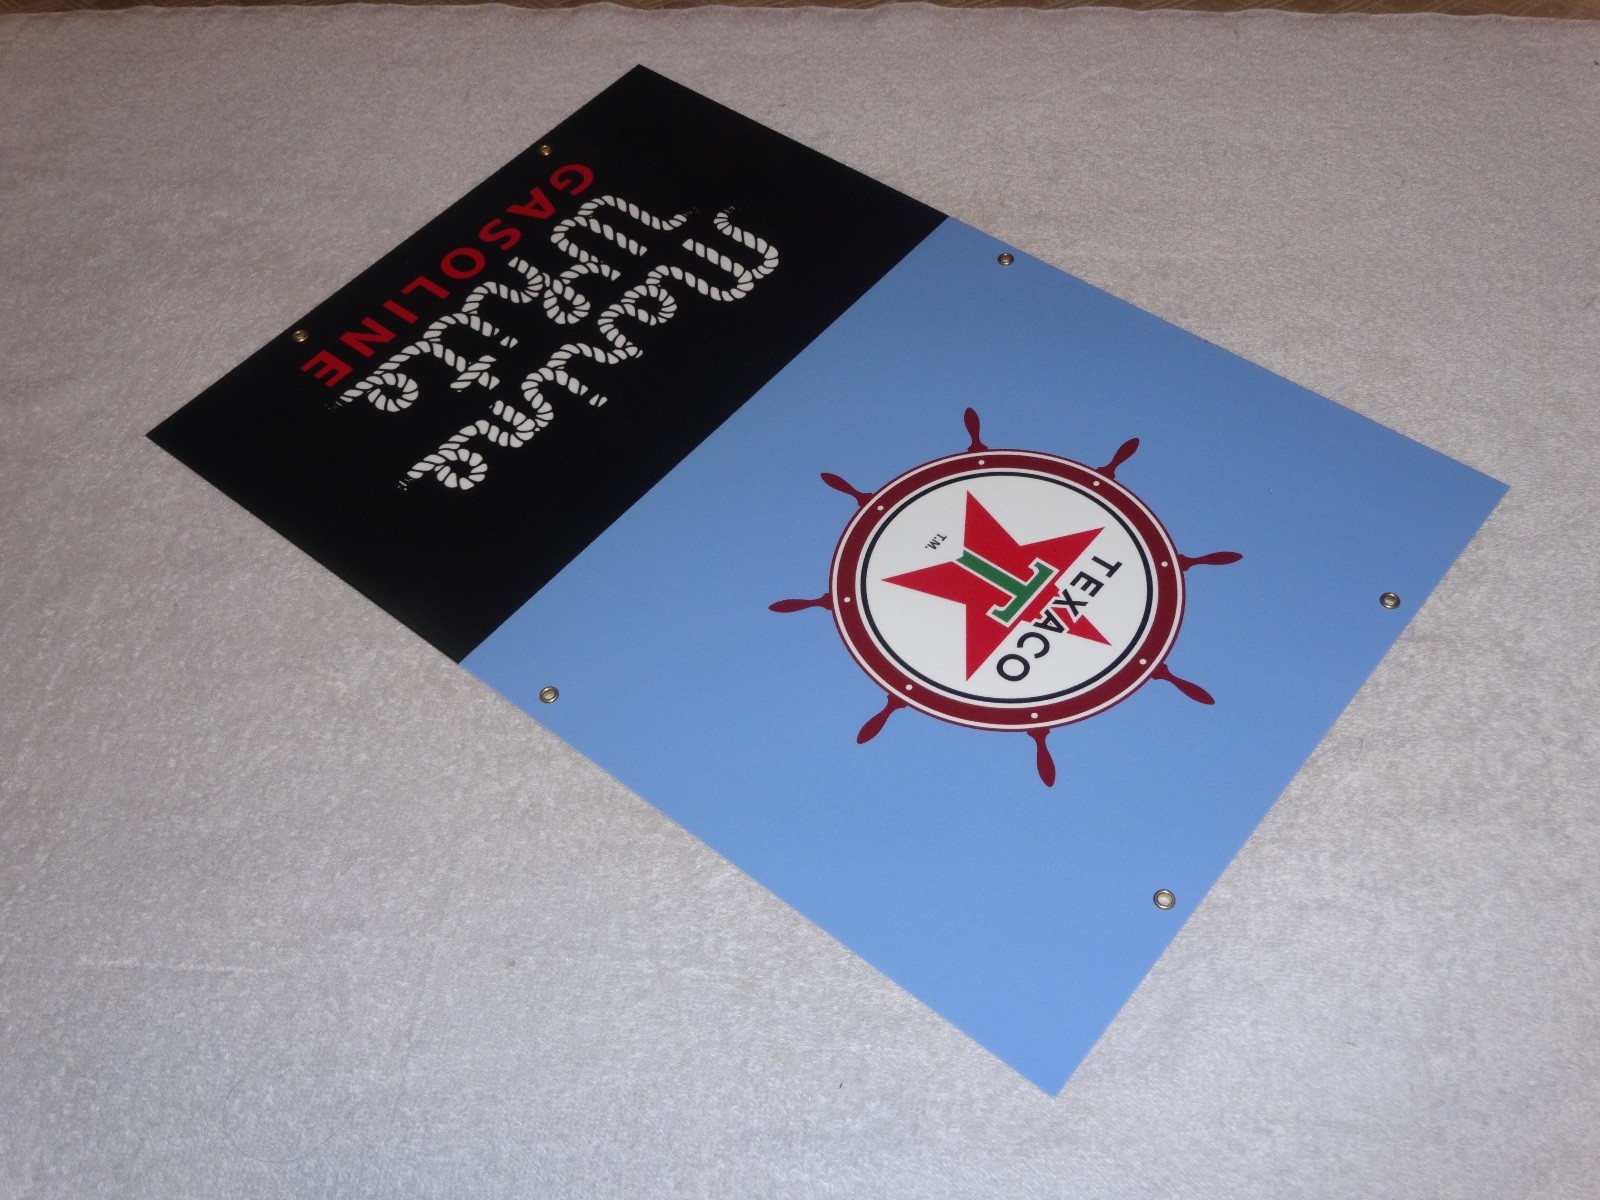 TEXACO
T
T.M.
Marine
White
GASOLINE